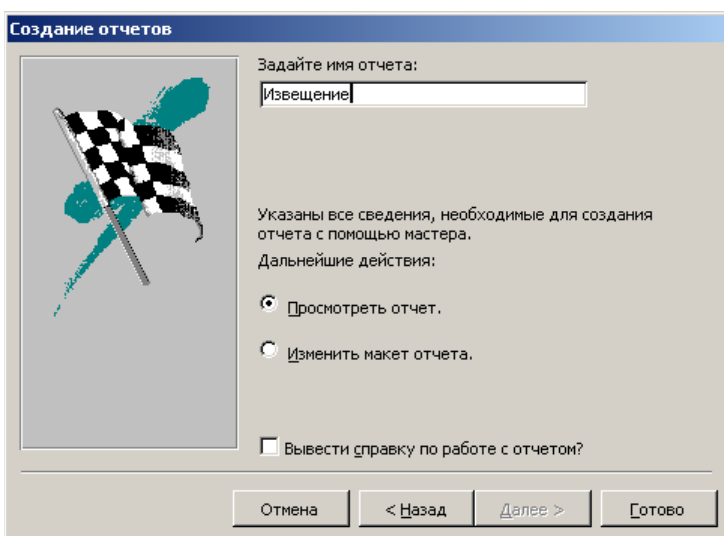 Создание отчетов
Задайте имя отчета:
Извещение
Указаны все сведения, необходимые для создания
отчета с помощью мастера.
Дальнейшие действия:
Просмотреть отчет.
Изменить макет отчета.
Вывести справку по работе с отчетом?
Отмена
< Назад
Далее >
Готово